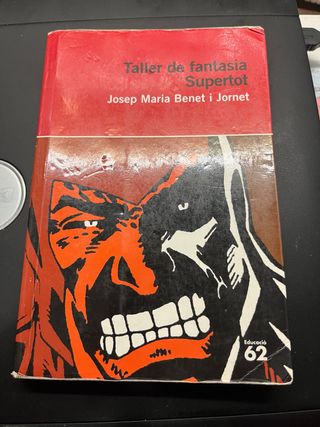 Taller de fantasia
Supertot
Josep Maria Benet i Jornet
Educació
62